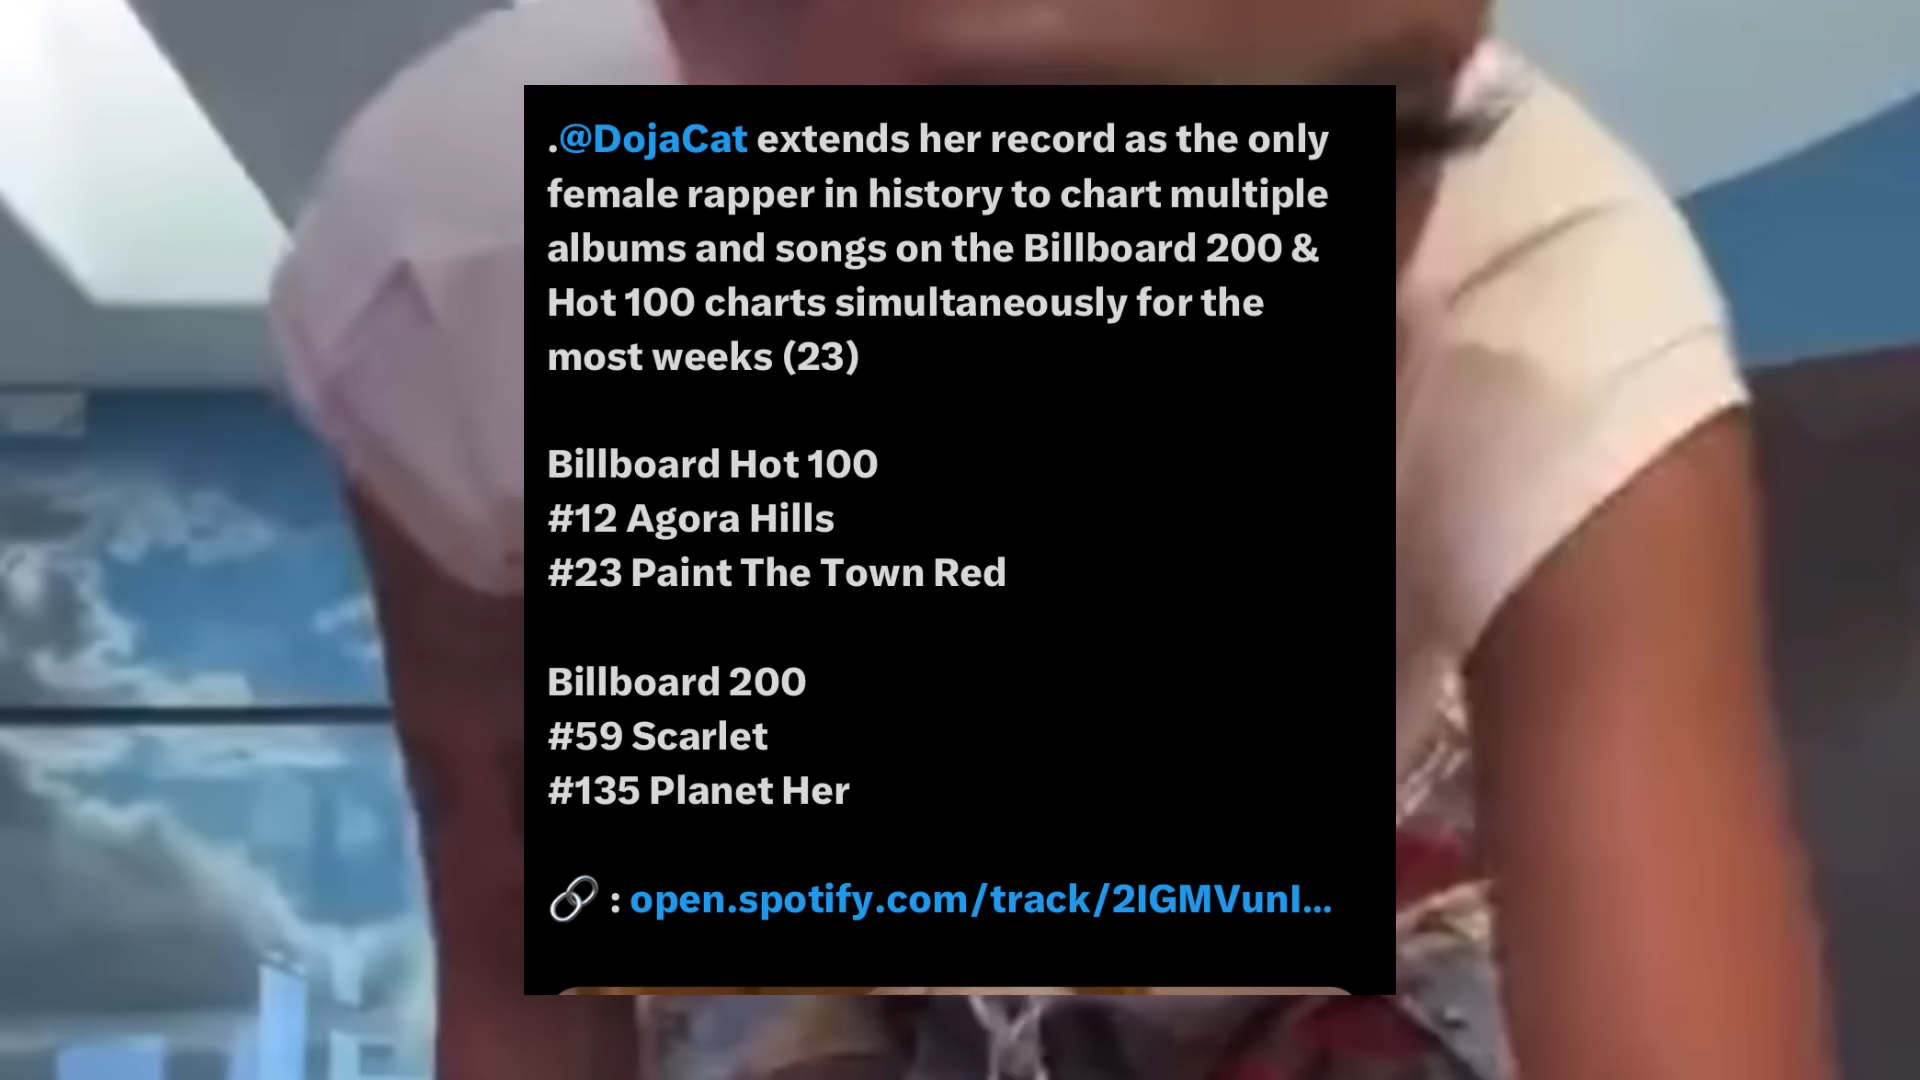 .@DojaCat extends her record as the only
female rapper in history to chart multiple
albums and songs on the Billboard 200 &
Hot 100 charts simultaneously for the
most weeks (23)
Billboard Hot 100
#12 Agora Hills
#23 Paint The Town Red
Billboard 200
#59 Scarlet
#135 Planet Her
🔗 : open.spotify.com/track/2IGMVunI...